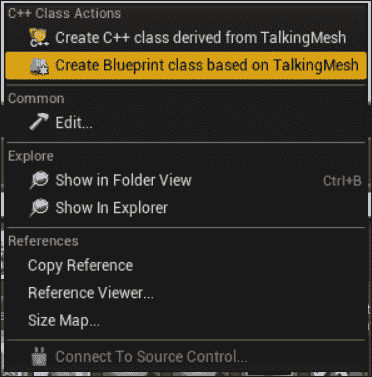 C++ Class Actions
Create C++ class derived from TalkingMesh
Create Blueprint class based on TalkingMesh
Common
Edit...
Explore
Show in Folder View Ctrl+B
Show In Explorer
References
Copy Reference
Reference Viewer...
Size Map...
Connect To Source Control...